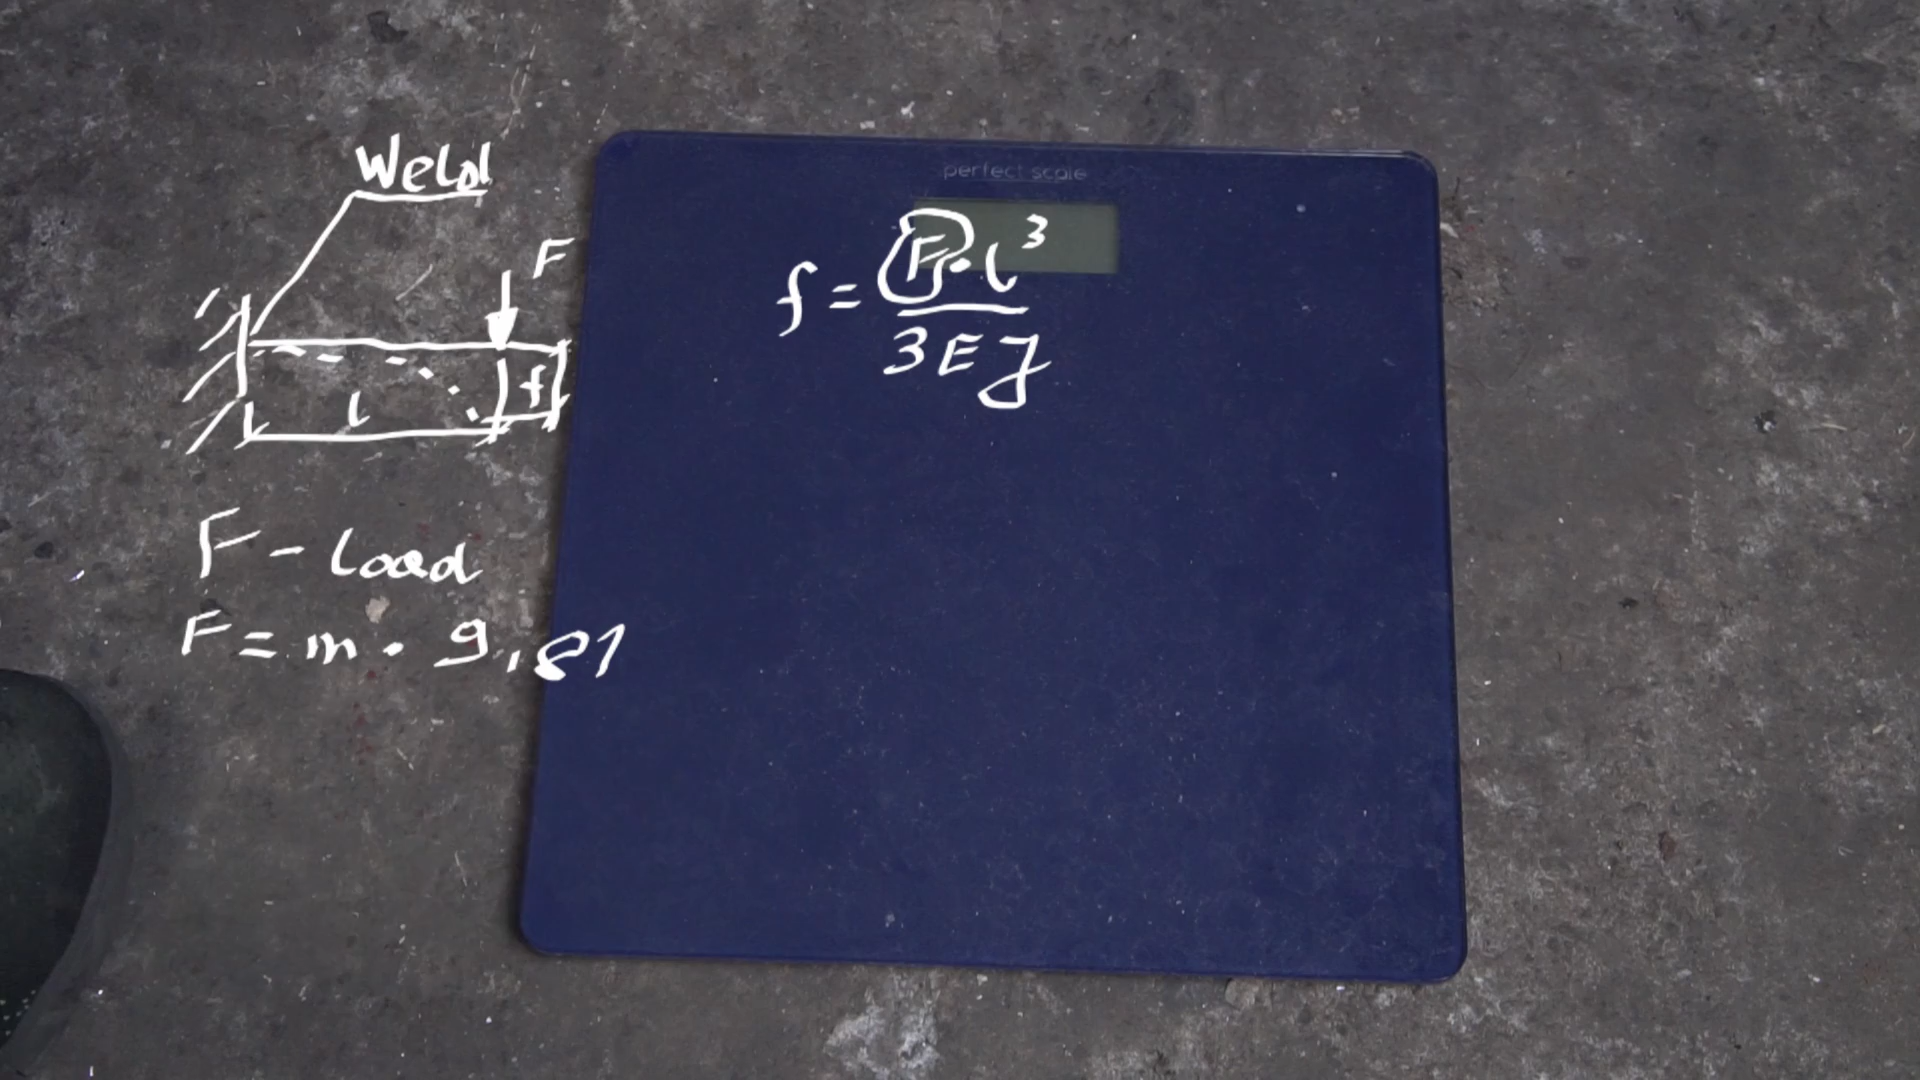 Weld
perfect scale
F
f = F·l³
3EJ
f
l
F - Load
F = m · 9,81